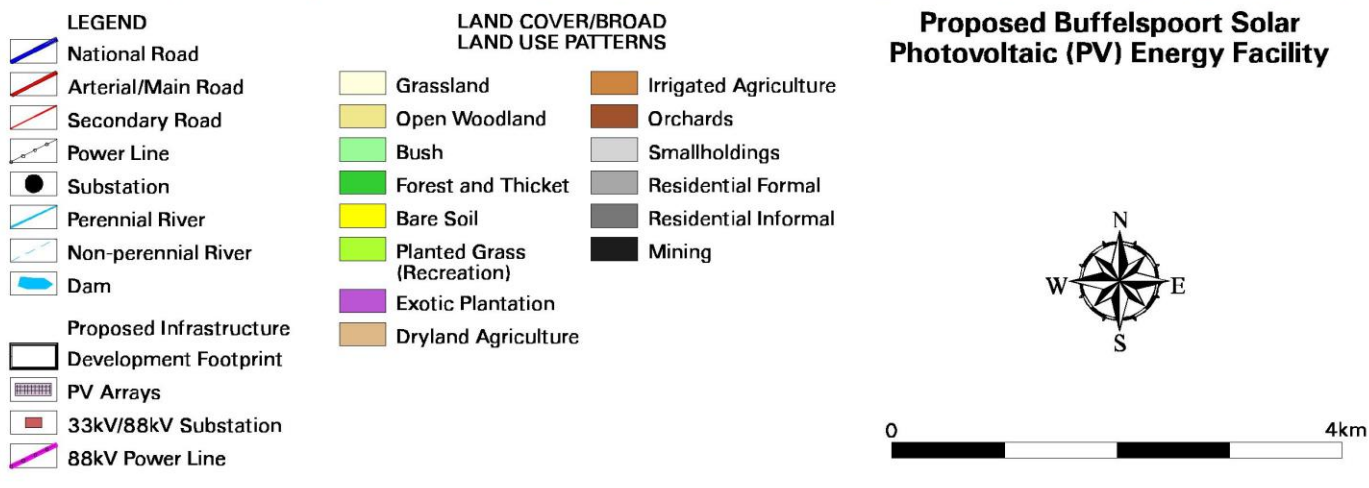 LEGEND
National Road
Arterial/Main Road
Secondary Road
Power Line
Substation
Perennial River
Non-perennial River
Dam
Proposed Infrastructure
Development Footprint
PV Arrays
33kV/88kV Substation
88kV Power Line
LAND COVER/BROAD
LAND USE PATTERNS
Grassland
Open Woodland
Bush
Forest and Thicket
Bare Soil
Planted Grass
(Recreation)
Exotic Plantation
Dryland Agriculture
Irrigated Agriculture
Orchards
Smallholdings
Residential Formal
Residential Informal
Mining
Proposed Buffelspoort Solar
Photovoltaic (PV) Energy Facility
N
W E
S
0 4km